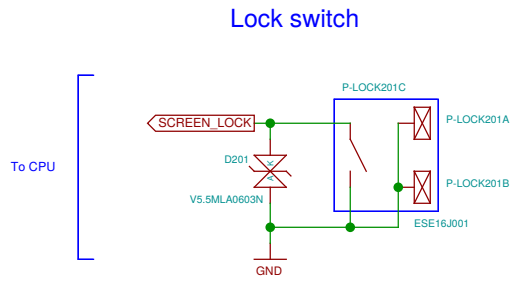 Lock switch
P-LOCK201C
SCREEN_LOCK
P-LOCK201A
D201
A K
To CPU
P-LOCK201B
V5.5MLA0603N
ESE16J001
GND